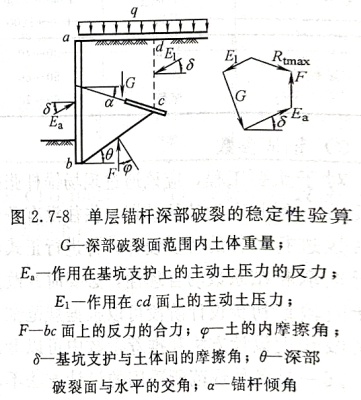 q
a
d
E₁
δ
G
α
c
δ
Eₐ
b
θ
F
φ
E₁
Rtmax
F
G
Eₐ
δ
图 2.7-8 单层锚杆深部破裂的稳定性验算
G—深部破裂面范围内土体重量；
Eₐ—作用在基坑支护上的主动土压力的反力；
E₁—作用在 cd 面上的主动土压力；
F—bc 面上的反力的合力；φ—土的内摩擦角；
δ—基坑支护与土体间的摩擦角；θ—深部
破裂面与水平的交角；α—锚杆倾角